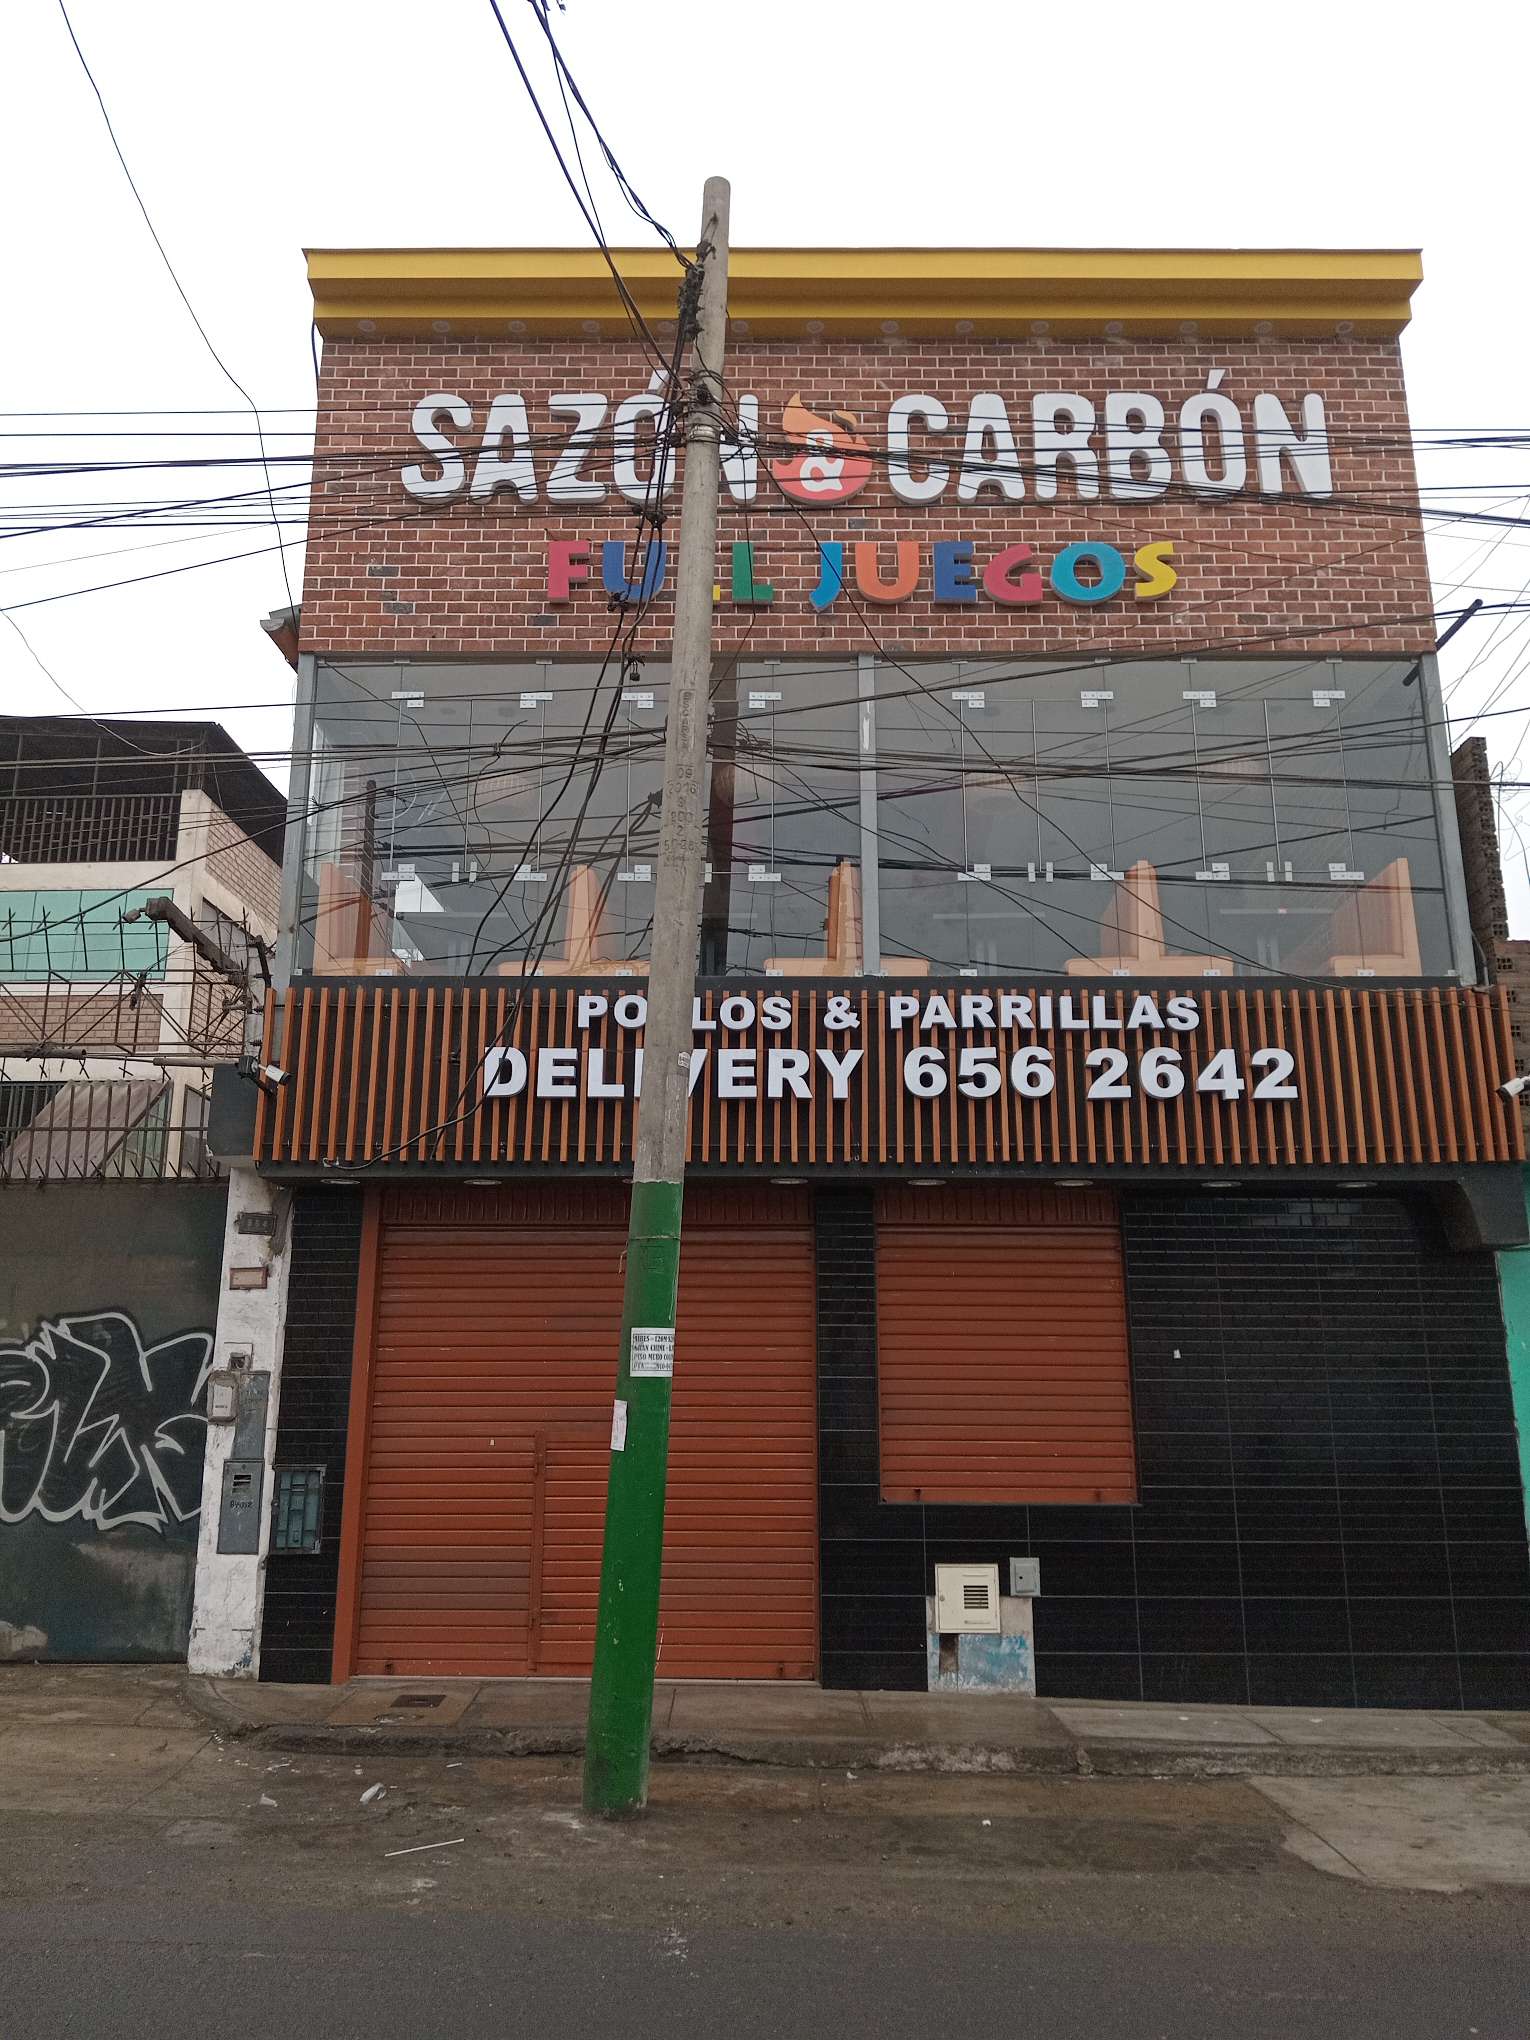 SAZÓN & CARBÓN
FULL JUEGOS
POLLOS & PARRILLAS
DELIVERY 656 2642